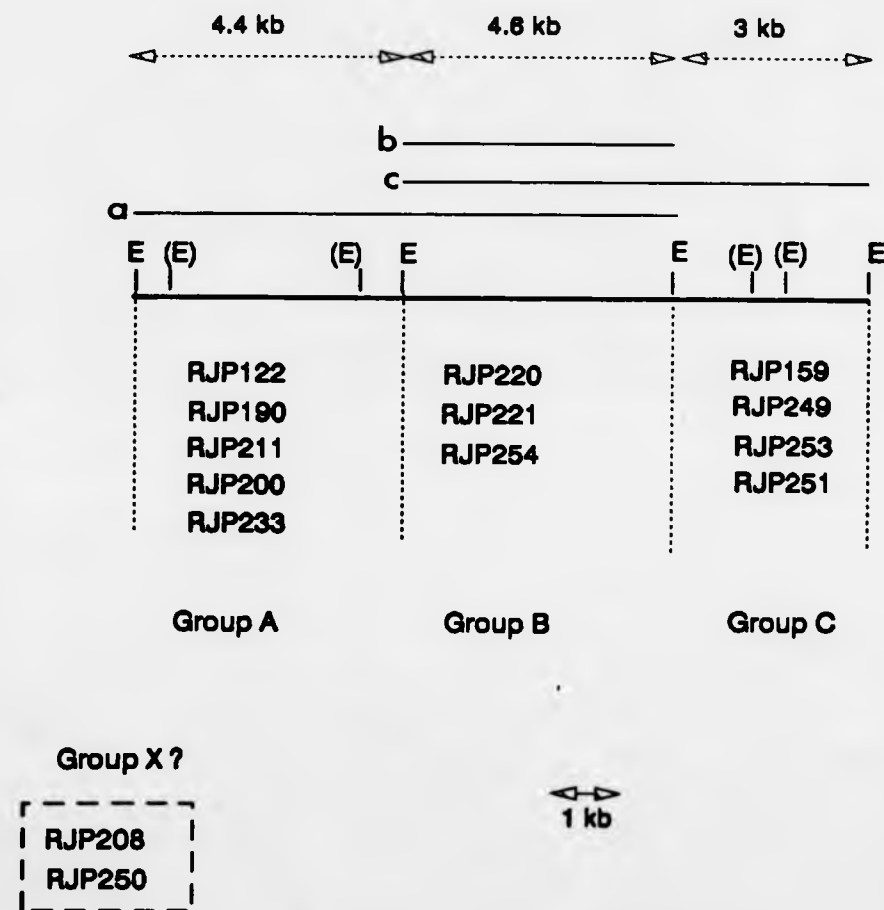 4.4 kb 4.6 kb 3 kb
b
c
a
E (E) (E) E E (E) (E) E
RJP122 RJP220 RJP159
RJP190 RJP221 RJP249
RJP211 RJP254 RJP253
RJP200 RJP251
RJP233
Group A Group B Group C
Group X ?
1 kb
RJP208
RJP250